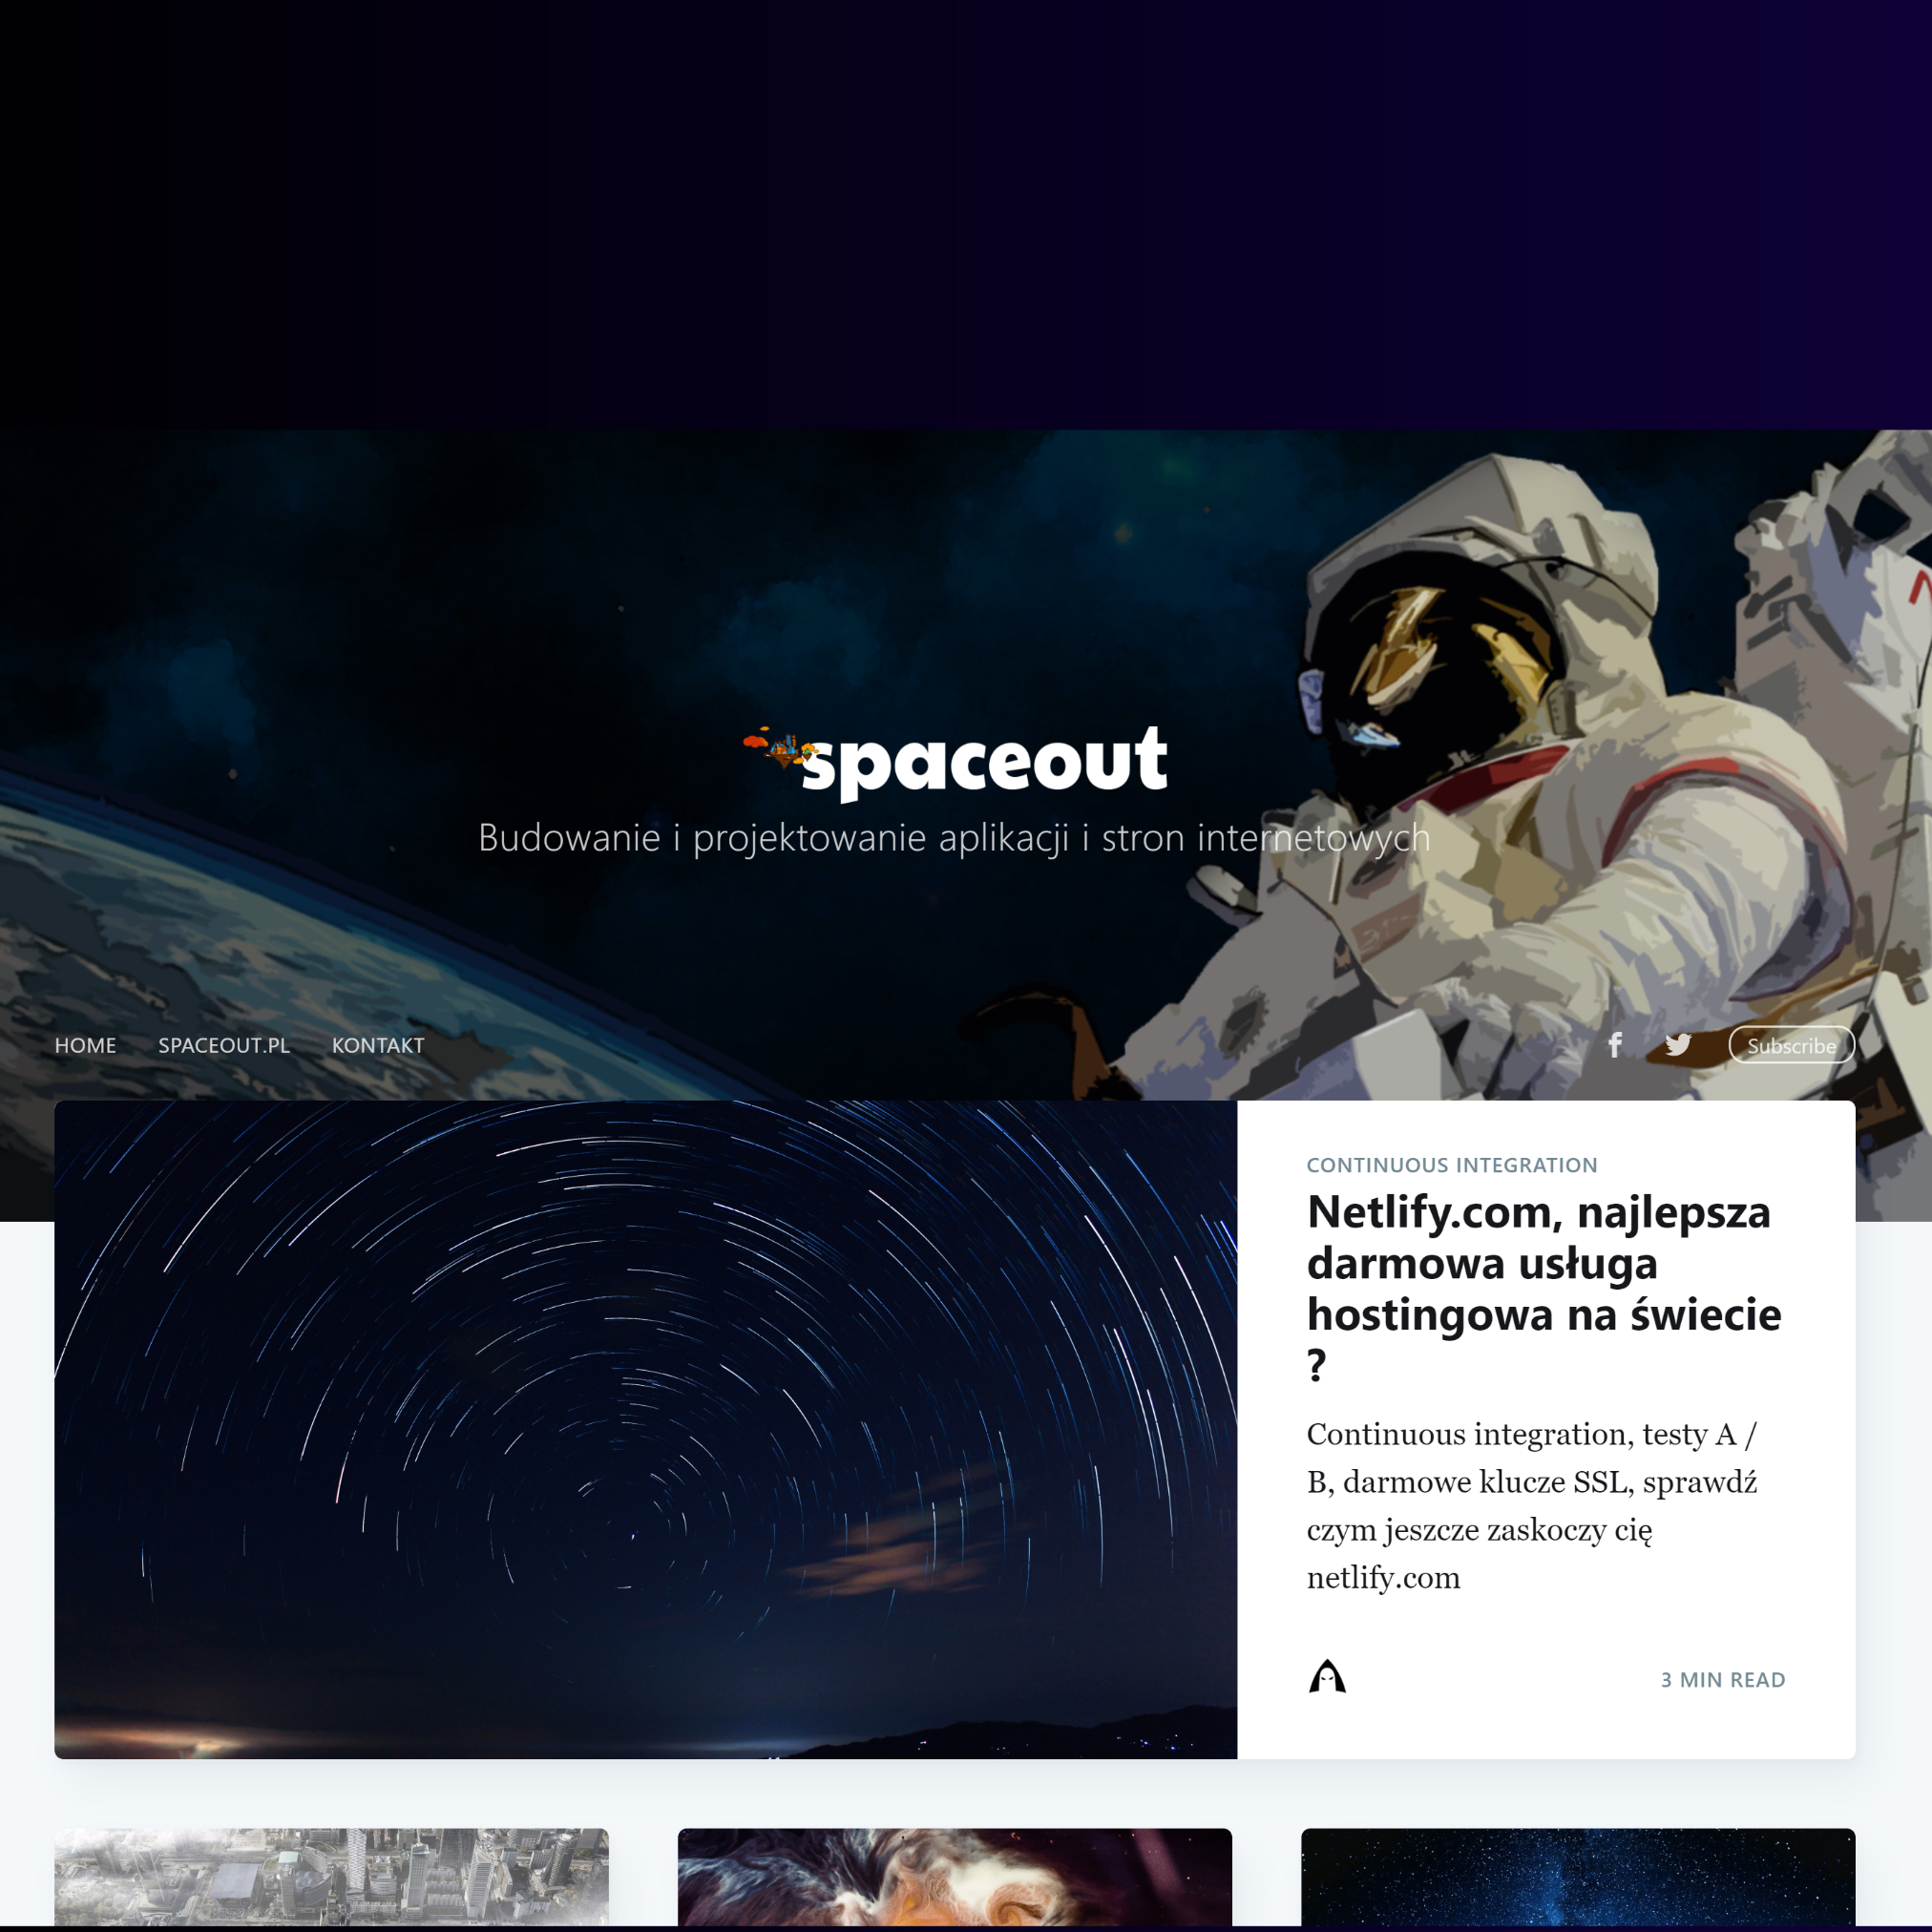 spaceout
Budowanie i projektowanie aplikacji i stron internetowych
HOME SPACEOUT.PL KONTAKT Subscribe
CONTINUOUS INTEGRATION
Netlify.com, najlepsza
darmowa usługa
hostingowa na świecie
?
Continuous integration, testy A /
B, darmowe klucze SSL, sprawdź
czym jeszcze zaskoczy cię
netlify.com
3 MIN READ